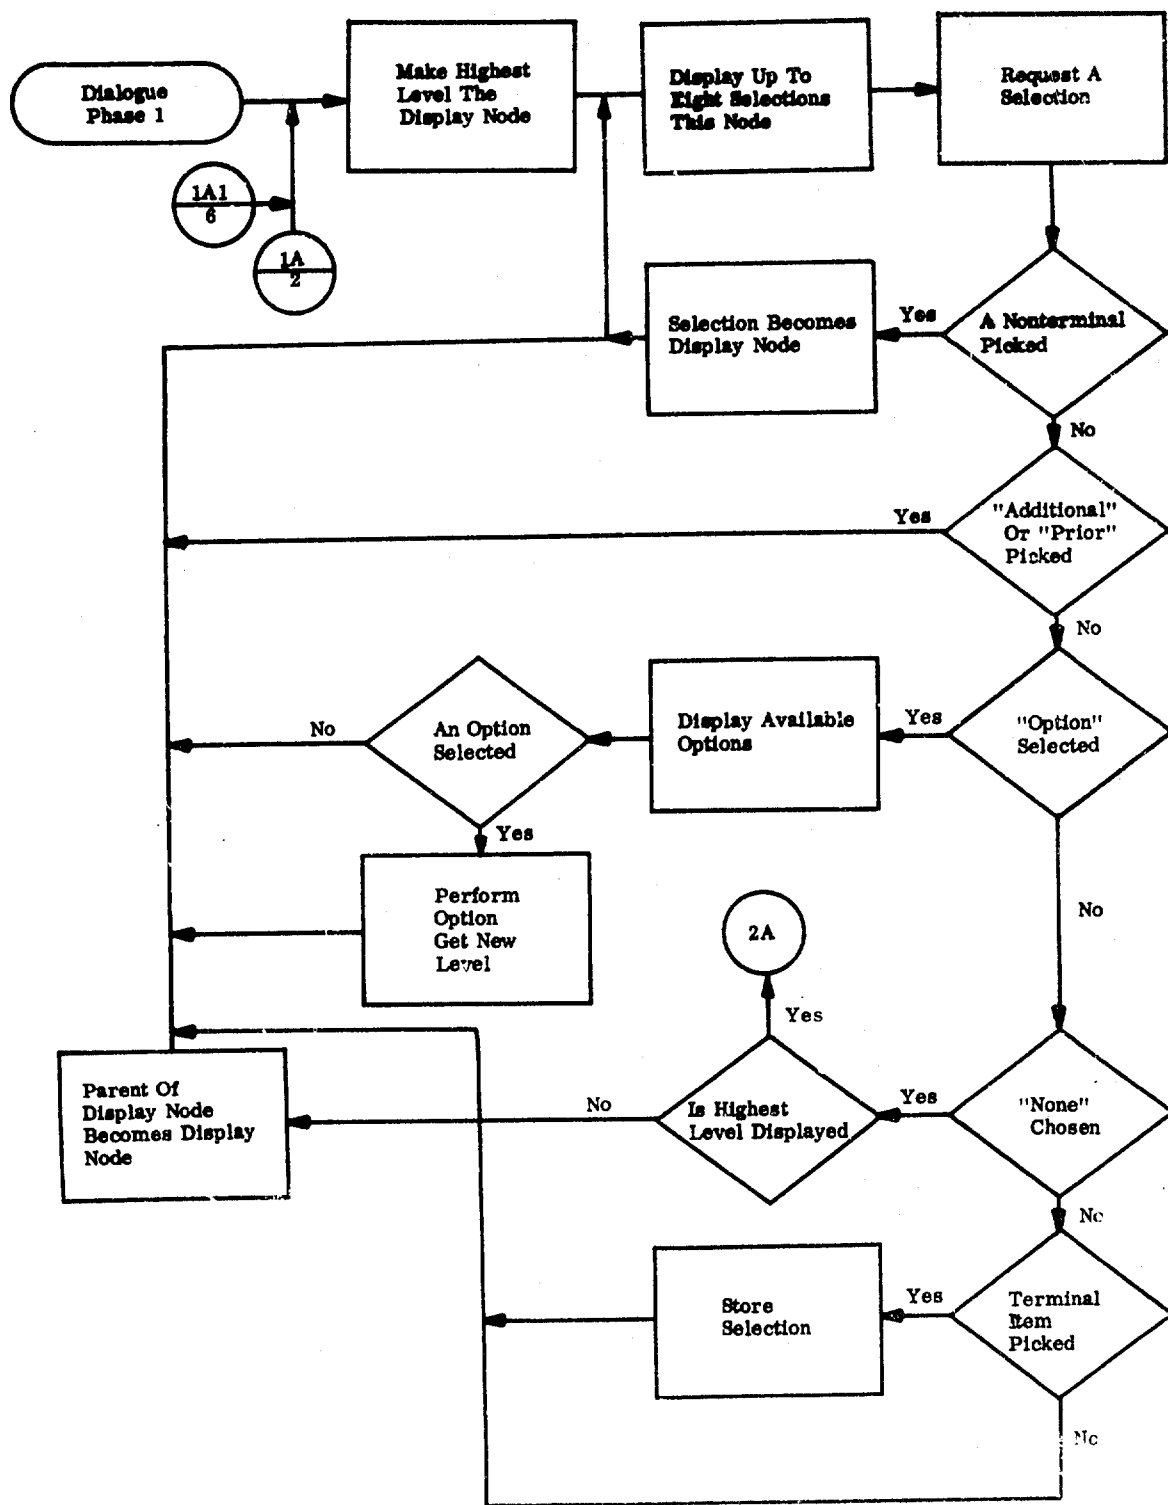 Dialogue
Phase 1
Make Highest
Level The
Display Node
Display Up To
Eight Selections
This Node
Request A
Selection
1A1
6
1A
2
Selection Becomes
Display Node
Yes
A Nonterminal
Picked
No
Yes
"Additional"
Or "Prior"
Picked
No
No
An Option
Selected
Display Available
Options
Yes
"Option"
Selected
Yes
Perform
Option
Get New
Level
2A
No
Yes
Parent Of
Display Node
Becomes Display
Node
No
Is Highest
Level Displayed
Yes
"None"
Chosen
No
Store
Selection
Yes
Terminal
Item
Picked
No